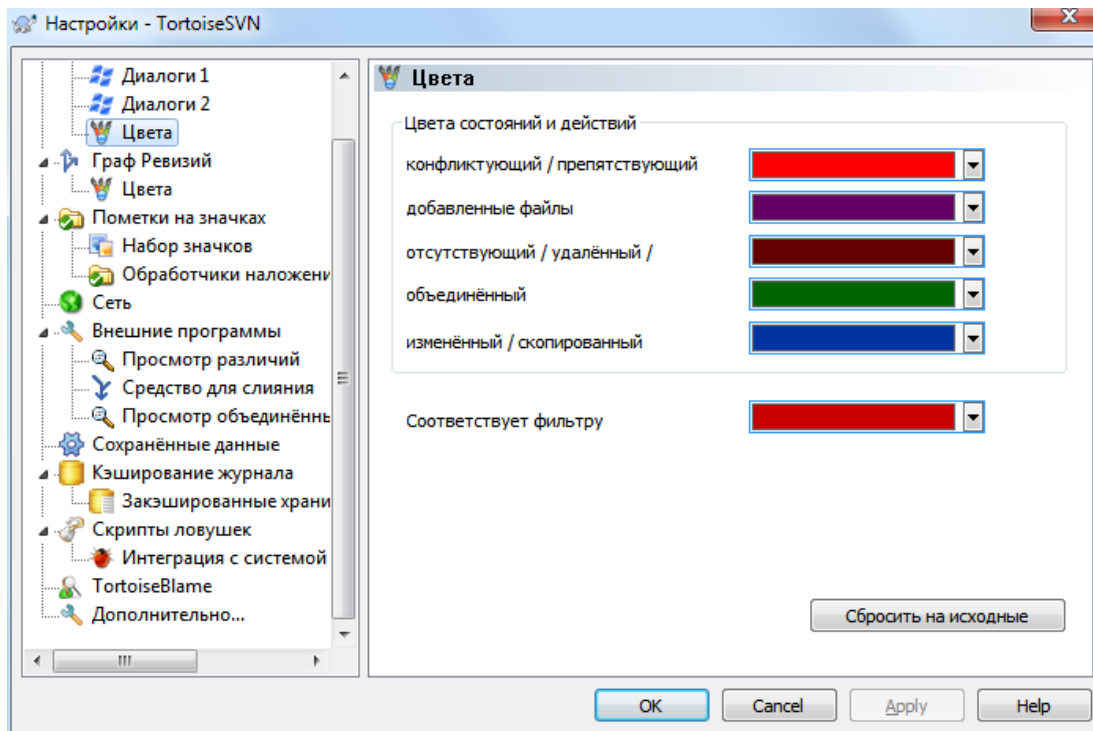 Настройки - TortoiseSVN
Диалоги 1
Диалоги 2
Цвета
Граф Ревизий
Цвета
Пометки на значках
Набор значков
Обработчики наложени
Сеть
Внешние программы
Просмотр различий
Средство для слияния
Просмотр объединённь
Сохранённые данные
Кэширование журнала
Закэшированные храни
Скрипты ловушек
Интеграция с системой
TortoiseBlame
Дополнительно...
Цвета
Цвета состояний и действий
конфликтующий / препятствующий
добавленные файлы
отсутствующий / удалённый /
объединённый
изменённый / скопированный
Соответствует фильтру
Сбросить на исходные
OK
Cancel
Apply
Help